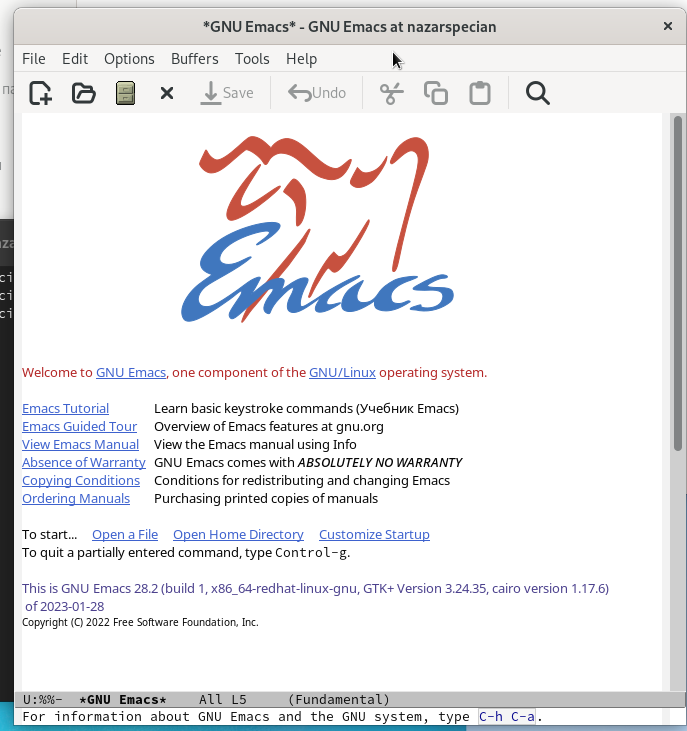 *GNU Emacs* - GNU Emacs at nazarspecian
File Edit Options Buffers Tools Help
Save Undo
Emacs
Welcome to GNU Emacs, one component of the GNU/Linux operating system.
Emacs Tutorial Learn basic keystroke commands (Учебник Emacs)
Emacs Guided Tour Overview of Emacs features at gnu.org
View Emacs Manual View the Emacs manual using Info
Absence of Warranty GNU Emacs comes with ABSOLUTELY NO WARRANTY
Copying Conditions Conditions for redistributing and changing Emacs
Ordering Manuals Purchasing printed copies of manuals
To start... Open a File Open Home Directory Customize Startup
To quit a partially entered command, type Control-g.
This is GNU Emacs 28.2 (build 1, x86_64-redhat-linux-gnu, GTK+ Version 3.24.35, cairo version 1.17.6)
of 2023-01-28
Copyright (C) 2022 Free Software Foundation, Inc.
U:%%- *GNU Emacs* All L5 (Fundamental)
For information about GNU Emacs and the GNU system, type C-h C-a.